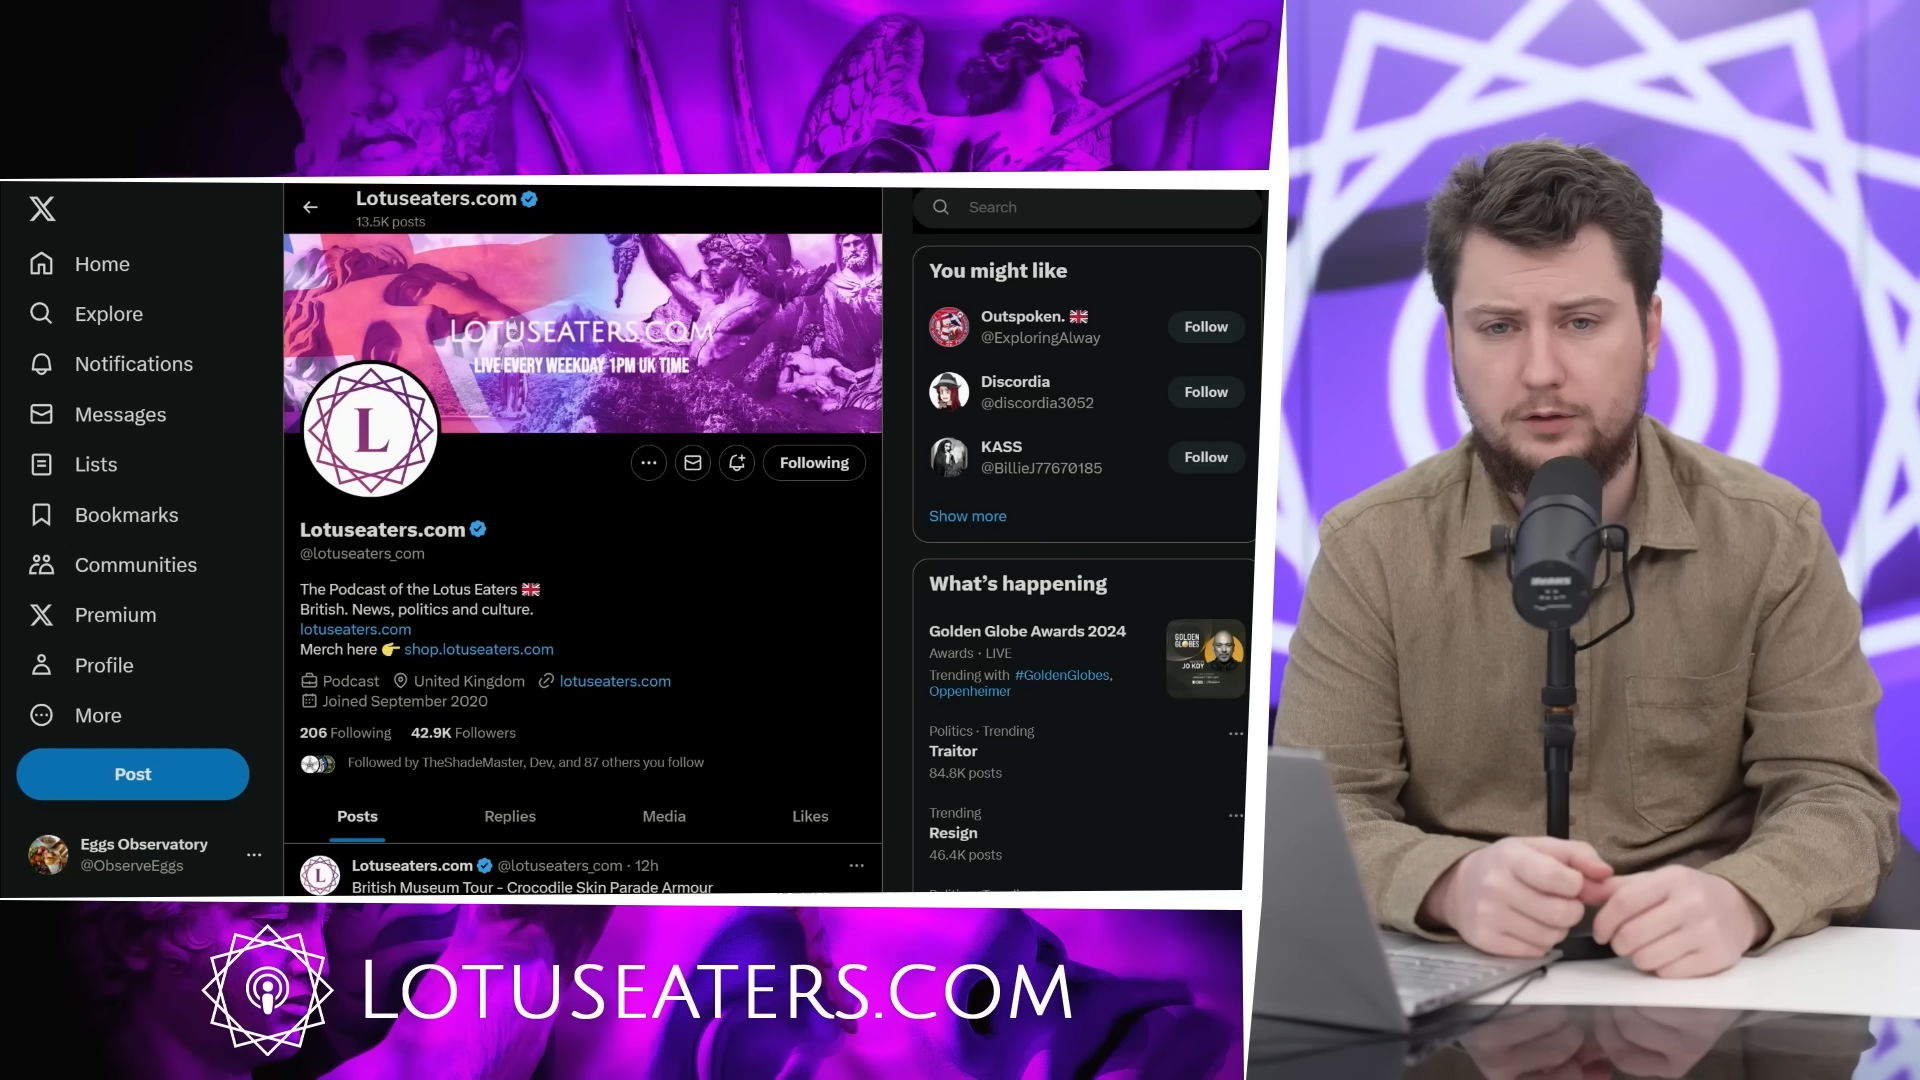 Lotuseaters.com
13.5K posts
Search
Home
Explore
Notifications
Messages
Lists
Bookmarks
Communities
Premium
Profile
More
Post
Eggs Observatory
@ObserveEggs
LOTUSEATERS.COM
LIVE EVERY WEEKDAY 1PM UK TIME
L
Following
Lotuseaters.com
@lotuseaters_com
The Podcast of the Lotus Eaters 🇬🇧
British. News, politics and culture.
lotuseaters.com
Merch here 👉 shop.lotuseaters.com
Podcast United Kingdom lotuseaters.com
Joined September 2020
206 Following 42.9K Followers
Followed by TheShadeMaster, Dev, and 87 others you follow
Posts Replies Media Likes
L
Lotuseaters.com @lotuseaters_com · 12h
British Museum Tour - Crocodile Skin Parade Armour
You might like
Outspoken. 🇬🇧
@ExploringAlway
Follow
Discordia
@discordia3052
Follow
KASS
@BillieJ77670185
Follow
Show more
What's happening
Golden Globe Awards 2024
Awards · LIVE
Trending with #GoldenGlobes,
Oppenheimer
GOLDEN
GLOBES
JO KOY
Politics · Trending
Traitor
84.8K posts
Trending
Resign
46.4K posts
LOTUSEATERS.COM